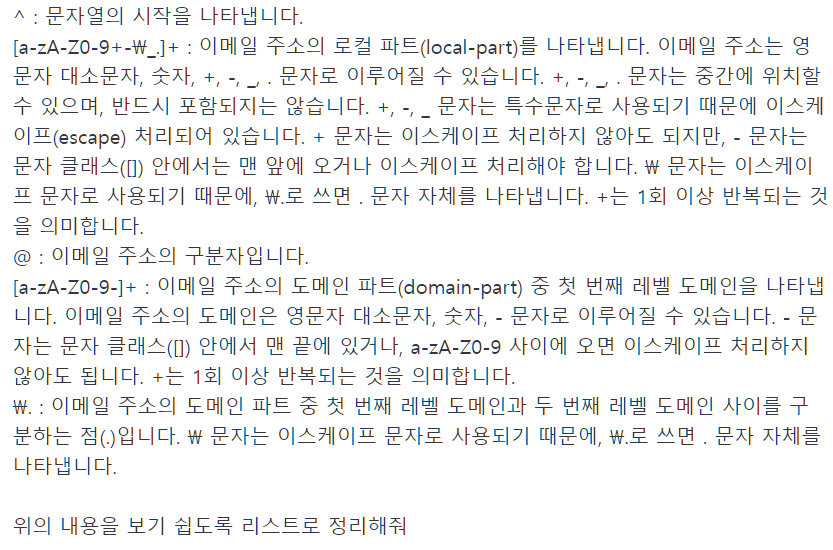 ^ : 문자열의 시작을 나타냅니다.
[a-zA-Z0-9+-₩_.]+ : 이메일 주소의 로컬 파트(local-part)를 나타냅니다. 이메일 주소는 영
문자 대소문자, 숫자, +, -, _, . 문자로 이루어질 수 있습니다. +, -, _, . 문자는 중간에 위치할
수 있으며, 반드시 포함되지는 않습니다. +, -, _ 문자는 특수문자로 사용되기 때문에 이스케
이프(escape) 처리되어 있습니다. + 문자는 이스케이프 처리하지 않아도 되지만, - 문자는
문자 클래스([]) 안에서는 맨 앞에 오거나 이스케이프 처리해야 합니다. ₩ 문자는 이스케이
프 문자로 사용되기 때문에, ₩.로 쓰면 . 문자 자체를 나타냅니다. +는 1회 이상 반복되는 것
을 의미합니다.
@ : 이메일 주소의 구분자입니다.
[a-zA-Z0-9-]+ : 이메일 주소의 도메인 파트(domain-part) 중 첫 번째 레벨 도메인을 나타냅
니다. 이메일 주소의 도메인은 영문자 대소문자, 숫자, - 문자로 이루어질 수 있습니다. - 문
자는 문자 클래스([]) 안에서 맨 끝에 있거나, a-zA-Z0-9 사이에 오면 이스케이프 처리하지
않아도 됩니다. +는 1회 이상 반복되는 것을 의미합니다.
₩. : 이메일 주소의 도메인 파트 중 첫 번째 레벨 도메인과 두 번째 레벨 도메인 사이를 구
분하는 점(.)입니다. ₩ 문자는 이스케이프 문자로 사용되기 때문에, ₩.로 쓰면 . 문자 자체를
나타냅니다.
위의 내용을 보기 쉽도록 리스트로 정리해줘